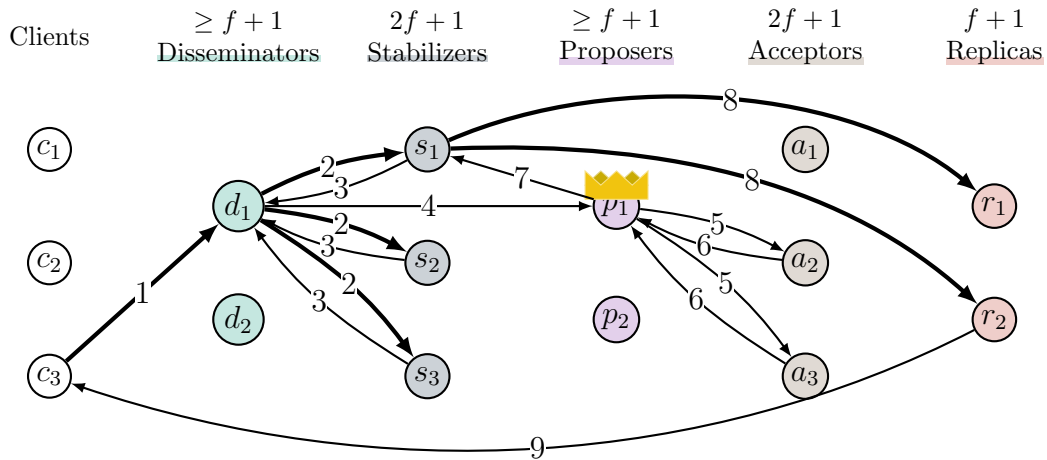 Clients
≥ f + 1
Disseminators
2f + 1
Stabilizers
≥ f + 1
Proposers
2f + 1
Acceptors
f + 1
Replicas
c₁
c₂
c₃
d₁
d₂
s₁
s₂
s₃
p₁
p₂
a₁
a₂
a₃
r₁
r₂
1
2
2
2
3
3
3
4
5
5
6
6
7
8
8
9